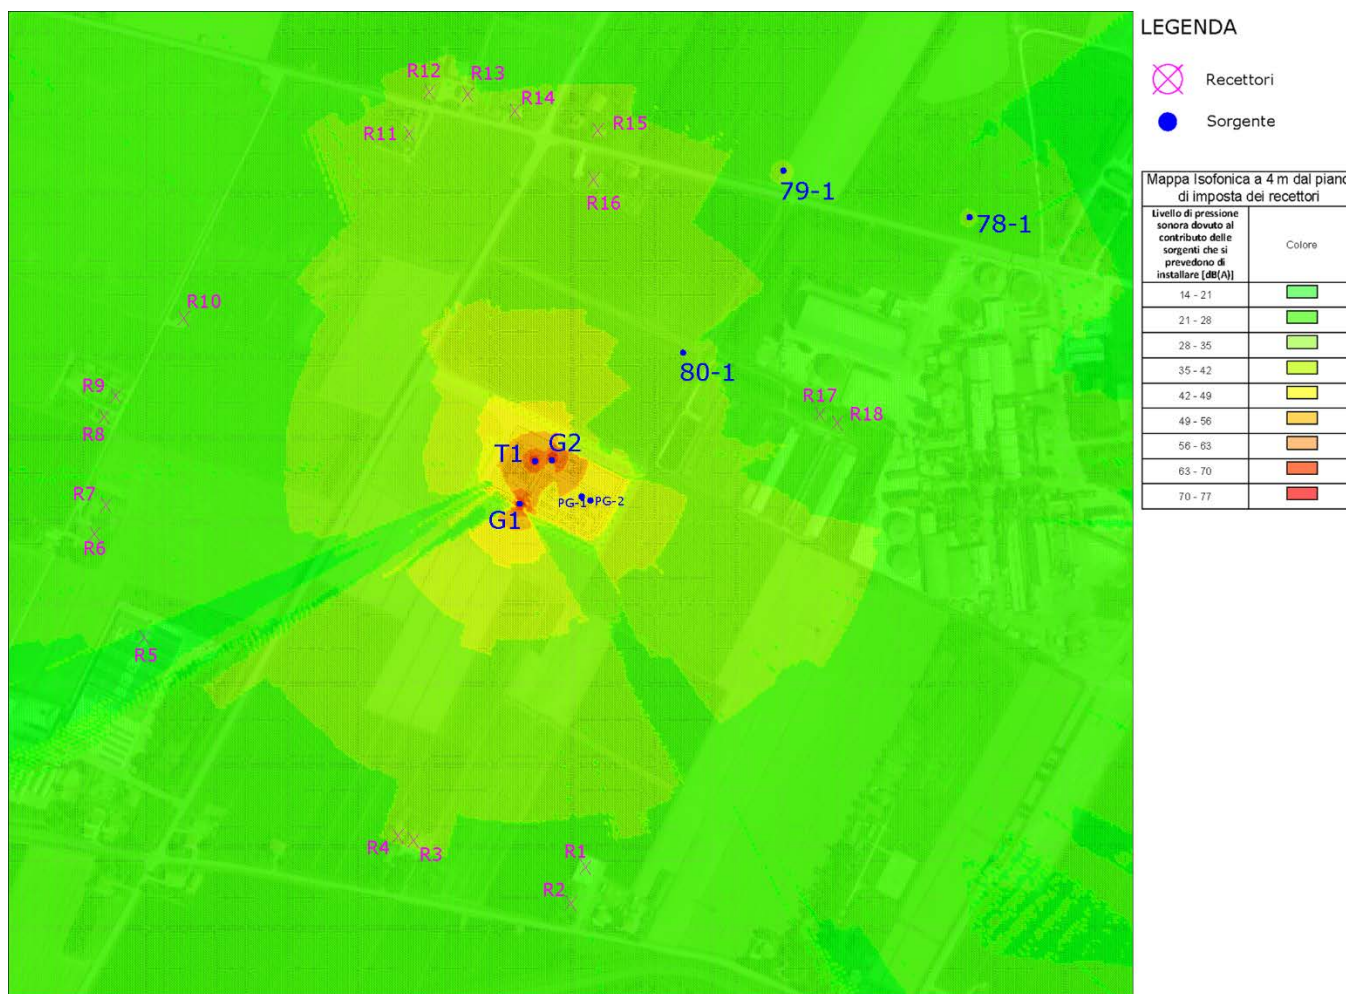 LEGENDA
Recettori
Sorgente
Mappa Isofonica a 4 m dal piano
di imposta dei recettori
Livello di pressione
sonora dovuto al
contributo delle
sorgenti che si
prevedono di
installare [dB(A)]
Colore
14 - 21
21 - 28
28 - 35
35 - 42
42 - 49
49 - 56
56 - 63
63 - 70
70 - 77
R12
R13
R14
R11
R15
R16
79-1
78-1
R10
80-1
R9
R8
R17
R18
T1
G2
R7
PG-1
PG-2
G1
R6
R5
R4
R3
R1
R2